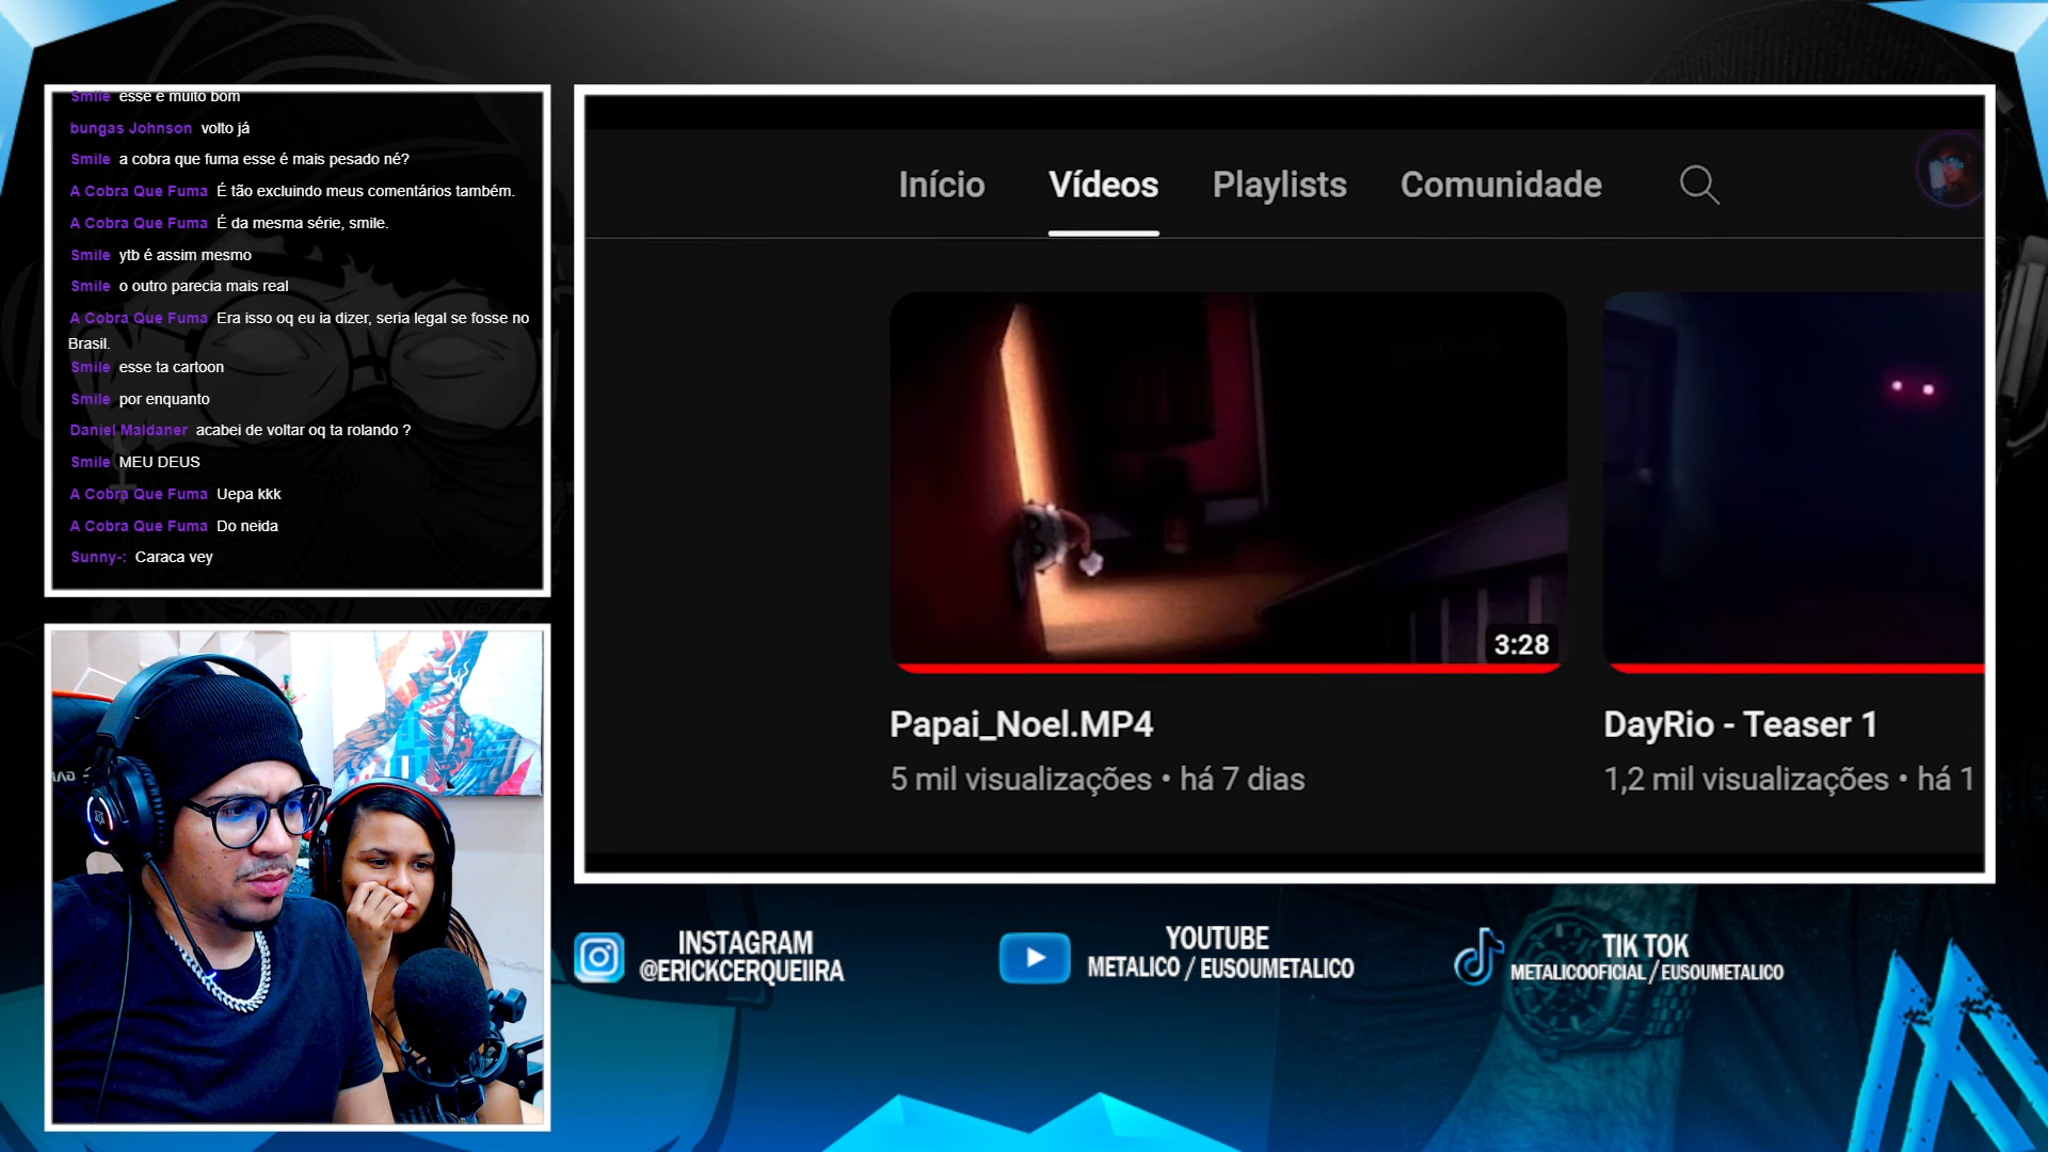 Smile esse é muito bom
bungas Johnson volto já
Smile a cobra que fuma esse é mais pesado né?
A Cobra Que Fuma É tão excluindo meus comentários também.
A Cobra Que Fuma É da mesma série, smile.
Smile ytb é assim mesmo
Smile o outro parecia mais real
A Cobra Que Fuma Era isso oq eu ia dizer, seria legal se fosse no
Brasil.
Smile esse ta cartoon
Smile por enquanto
Daniel Maldaner acabei de voltar oq ta rolando ?
Smile MEU DEUS
A Cobra Que Fuma Uepa kkk
A Cobra Que Fuma Do neida
Sunny-: Caraca vey
Início Vídeos Playlists Comunidade
3:28
Papai_Noel.MP4
5 mil visualizações • há 7 dias
DayRio - Teaser 1
1,2 mil visualizações • há 1
INSTAGRAM
@ERICKCERQUEIIRA
YOUTUBE
METALICO / EUSOUMETALICO
TIK TOK
METALICOOFICIAL /EUSOUMETALICO